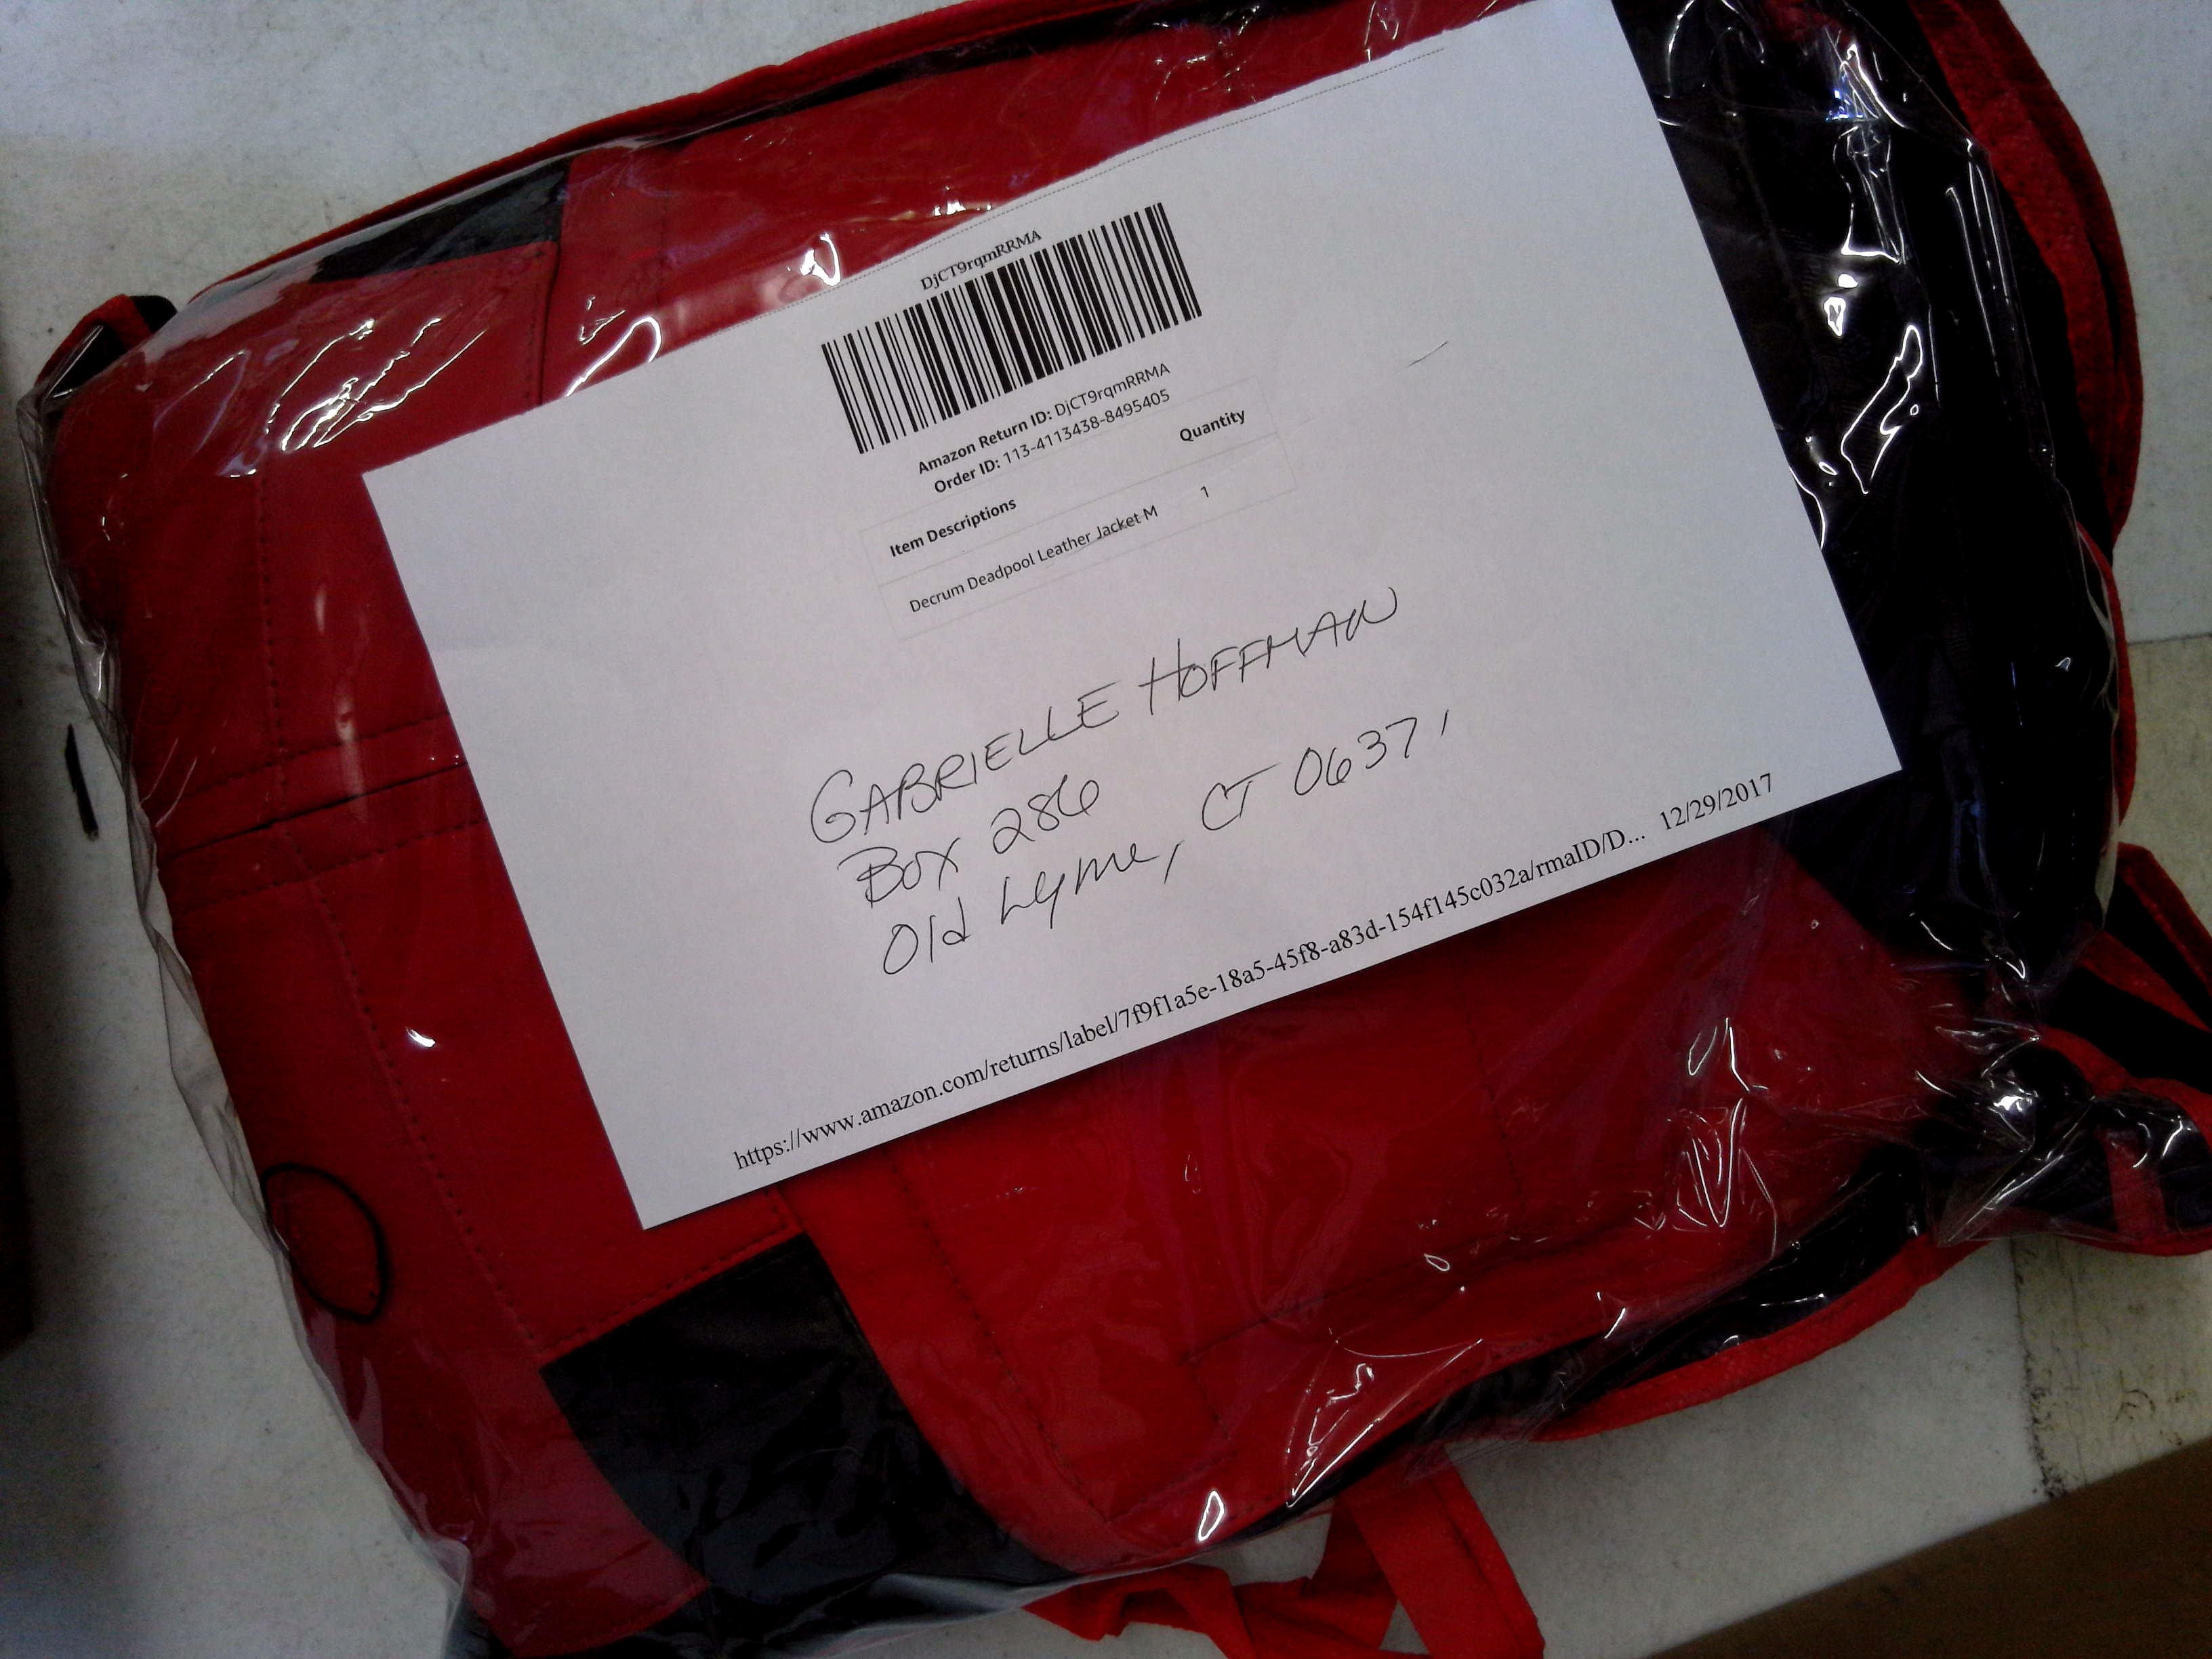 DjCT9rqmRRMA
Amazon Return ID: DjCT9rqmRRMA
Order ID: 113-4113438-8495405
Item Descriptions Quantity
Decrum Deadpool Leather Jacket M 1
GABRIELLE HOFFMAN
Box 286
Old Lyme, CT 06371
https://www.amazon.com/returns/label/7f9f1a5e-18a5-45f8-a83d-154f145c032a/rmaID/D... 12/29/2017